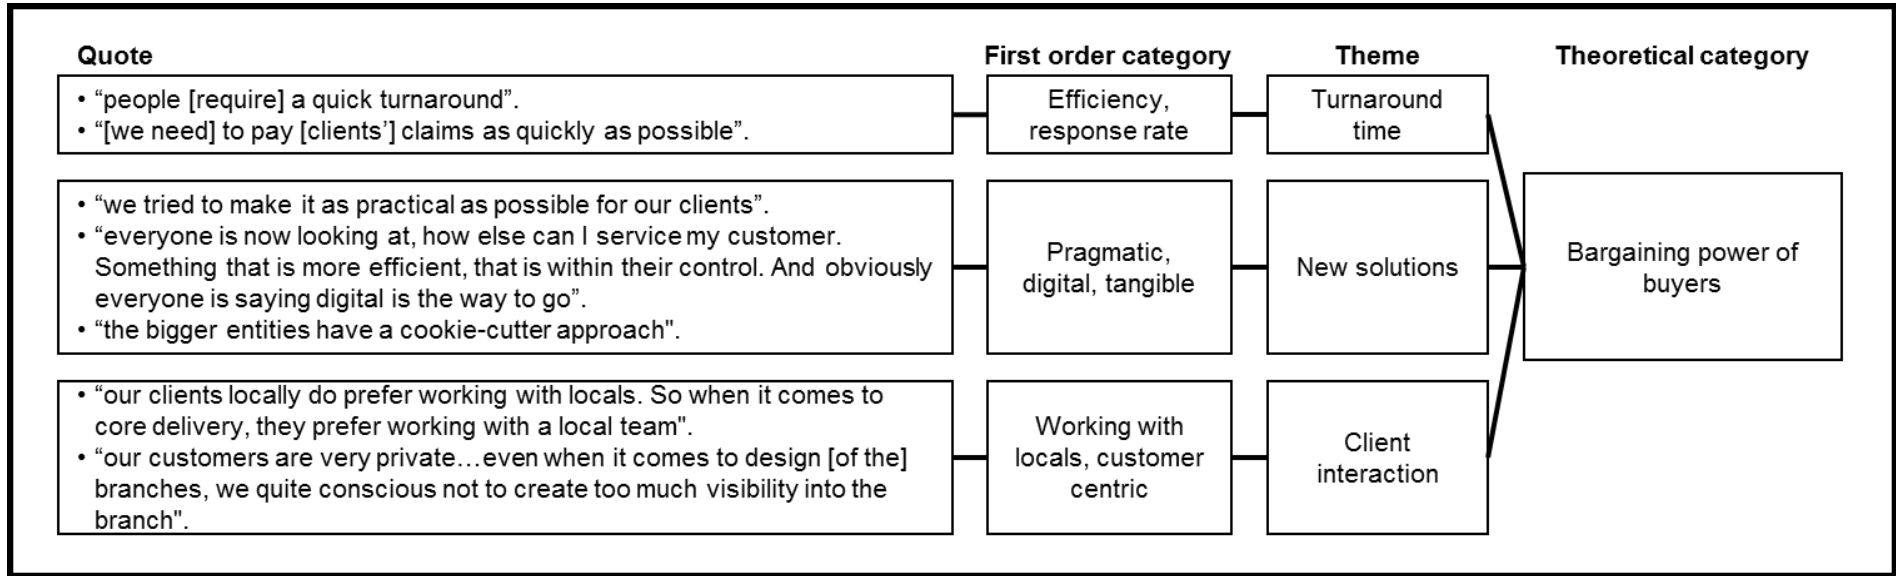 Quote
First order category
Theme
Theoretical category
• “people [require] a quick turnaround”.
• “[we need] to pay [clients’] claims as quickly as possible”.
Efficiency,
response rate
Turnaround
time
• “we tried to make it as practical as possible for our clients”.
• “everyone is now looking at, how else can I service my customer.
Something that is more efficient, that is within their control. And obviously
everyone is saying digital is the way to go”.
• “the bigger entities have a cookie-cutter approach".
Pragmatic,
digital, tangible
New solutions
• “our clients locally do prefer working with locals. So when it comes to
core delivery, they prefer working with a local team".
• “our customers are very private…even when it comes to design [of the]
branches, we quite conscious not to create too much visibility into the
branch".
Working with
locals, customer
centric
Client
interaction
Bargaining power of
buyers